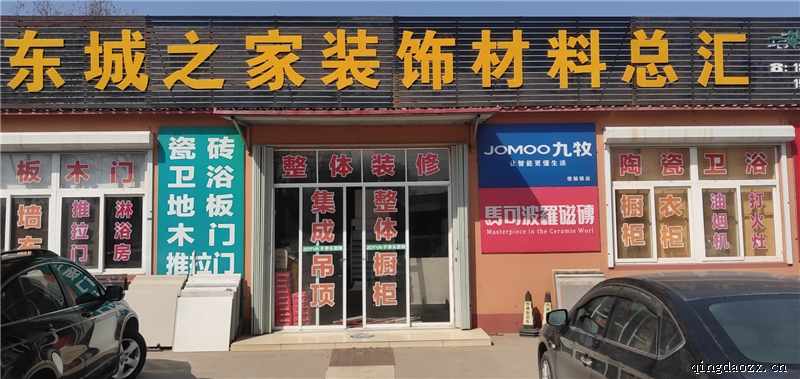 东城之家装饰材料总汇
板木门
墙布
推拉门
淋浴房
瓷砖
卫浴
地板
木门
推拉门
整体装修
集成吊顶
整体橱柜
JOMOO九牧
让智能更懂生活
馬可波羅磁磚
Masterpiece in the Ceramic Worl
陶瓷卫浴
橱柜
衣柜
油烟机
打火灶
qingdaozz.cn